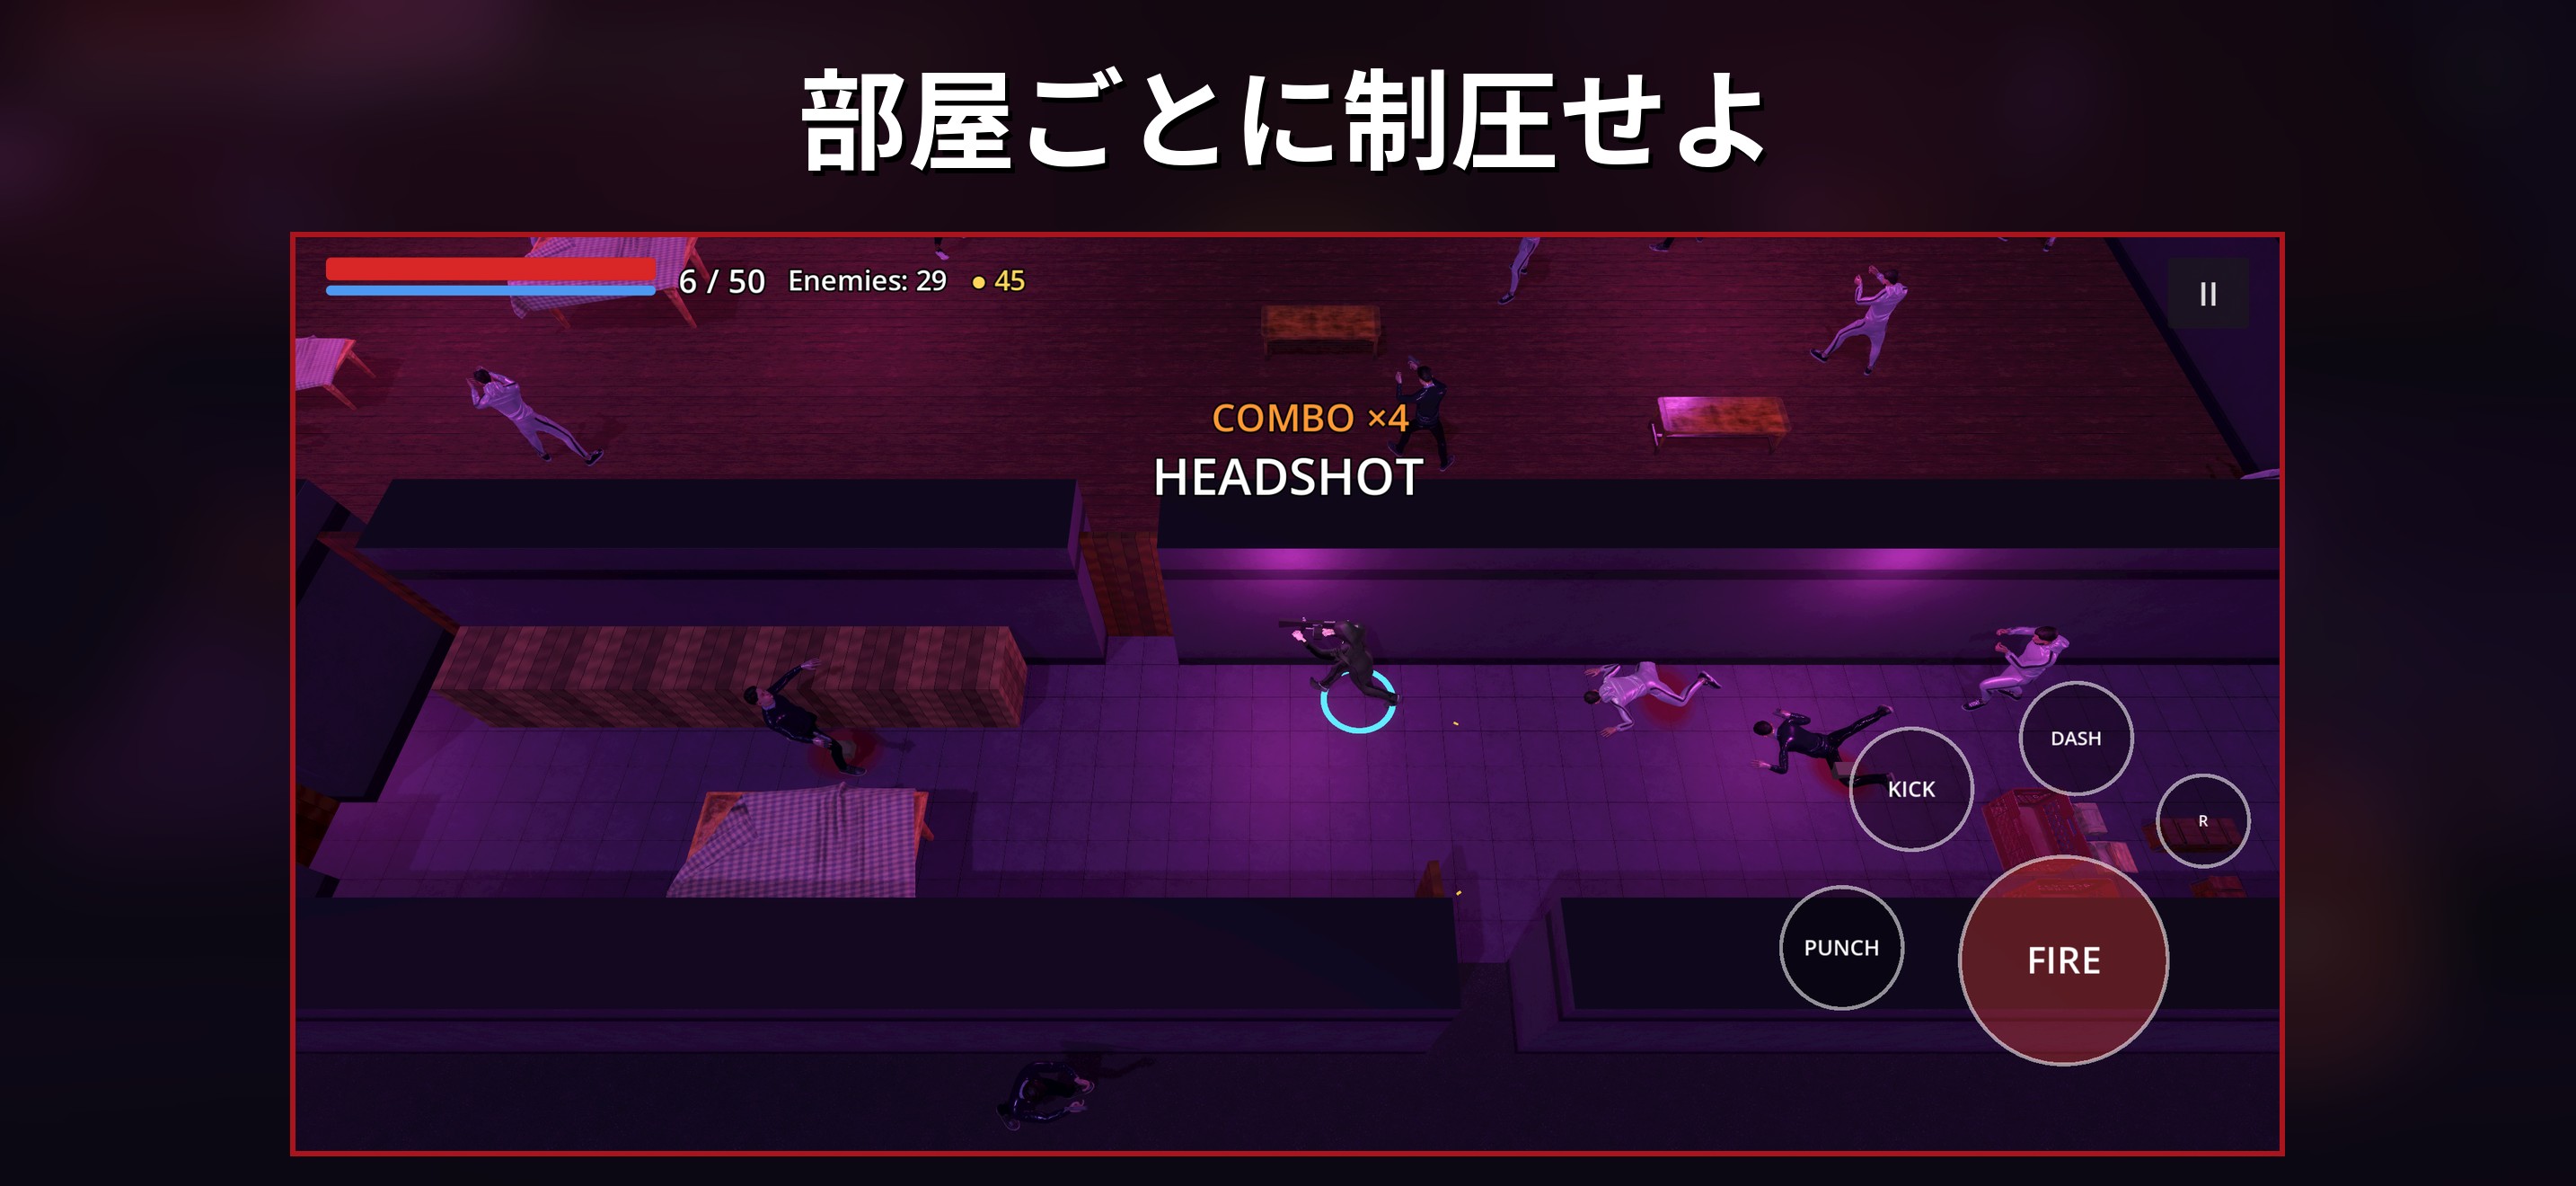 部屋ごとに制圧せよ
6 / 50 Enemies: 29 45
COMBO ×4
HEADSHOT
DASH
KICK
R
PUNCH
FIRE